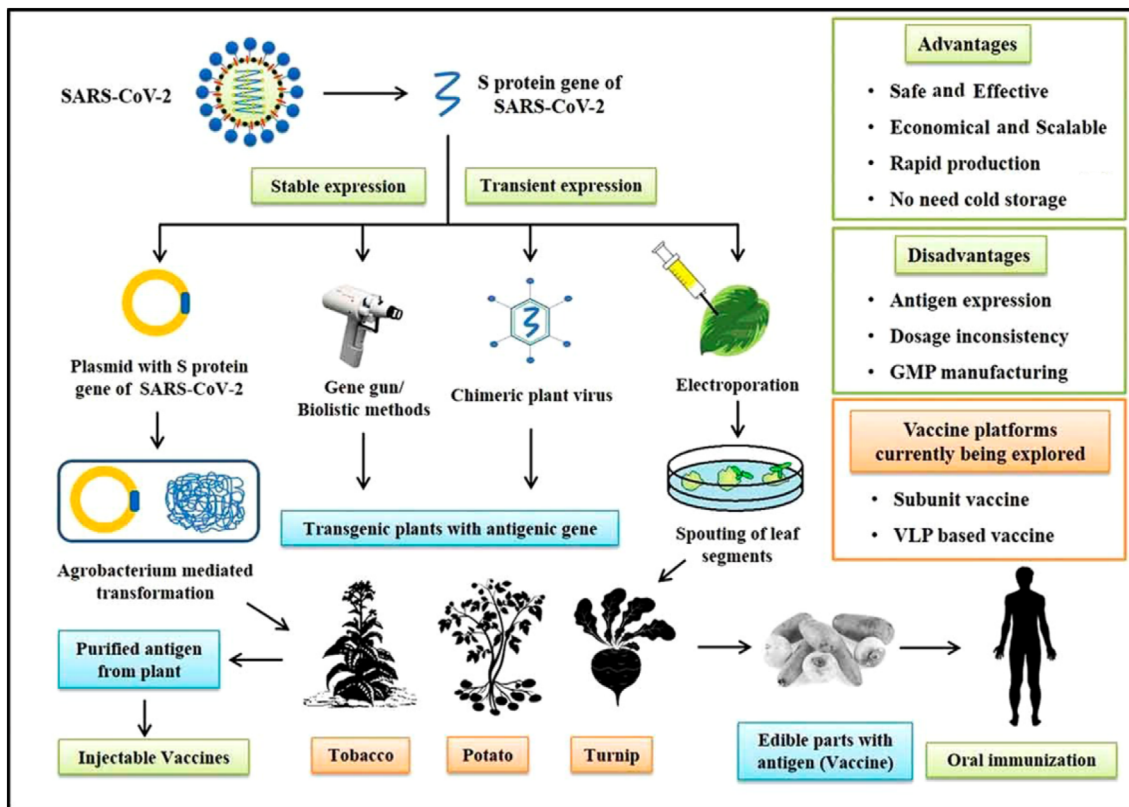 SARS-CoV-2
S protein gene of
SARS-CoV-2
Stable expression
Transient expression
Plasmid with S protein
gene of SARS-CoV-2
Gene gun/
Biolistic methods
Chimeric plant virus
Electroporation
Transgenic plants with antigenic gene
Spouting of leaf
segments
Agrobacterium mediated
transformation
Purified antigen
from plant
Injectable Vaccines
Tobacco
Potato
Turnip
Edible parts with
antigen (Vaccine)
Oral immunization
Advantages
• Safe and Effective
• Economical and Scalable
• Rapid production
• No need cold storage
Disadvantages
• Antigen expression
• Dosage inconsistency
• GMP manufacturing
Vaccine platforms
currently being explored
• Subunit vaccine
• VLP based vaccine